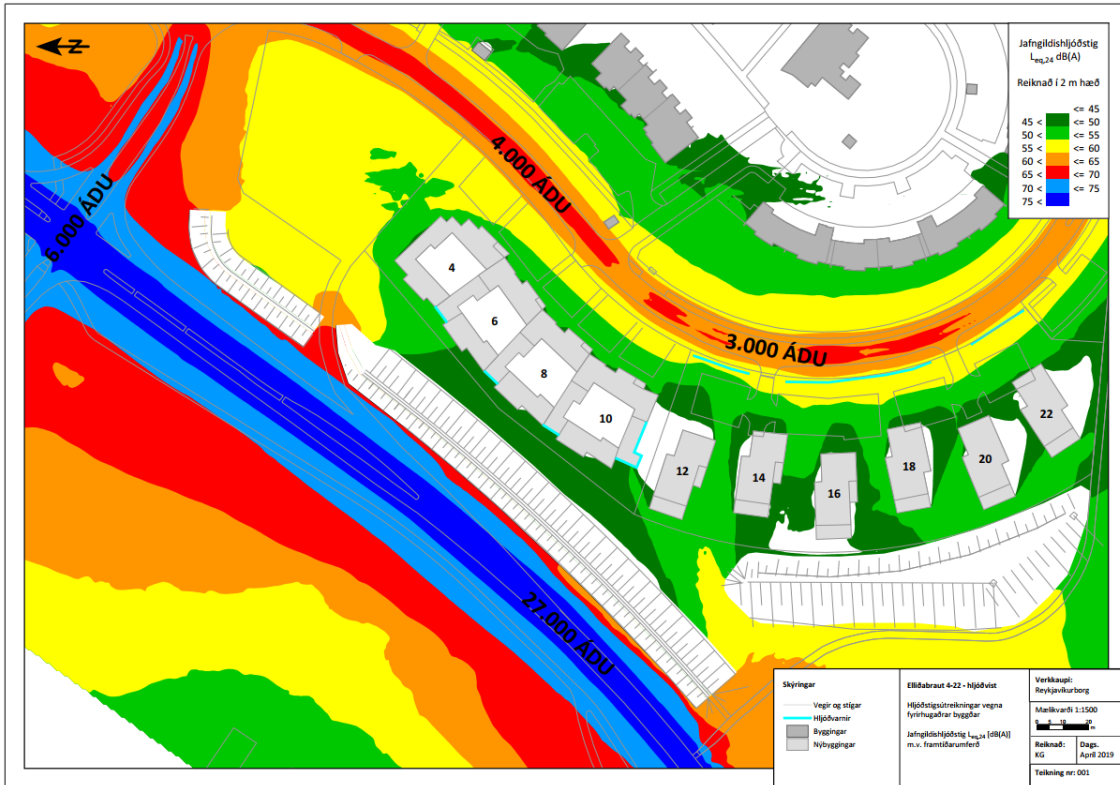 Z
6.000 ÁDU
4.000 ÁDU
3.000 ÁDU
27.000 ÁDU
4
6
8
10
12
14
16
18
20
22
Jafngildishljóðstig
Leq,24 dB(A)
Reiknað í 2 m hæð
<= 45
45 < <= 50
50 < <= 55
55 < <= 60
60 < <= 65
65 < <= 70
70 < <= 75
75 <
Skýringar
Vegir og stígar
Hljóðvarnir
Byggingar
Nýbyggingar
Elliðabraut 4-22 - hljóðvist
Hljóðstigsútreikningar vegna
fyrirhugaðrar byggðar
Jafngildishljóðstig Leq,24 [dB(A)]
m.v. framtíðarumferð
Verkkaupi:
Reykjavíkurborg
Mælikvarði 1:1500
0 5 10 20
m
Reiknað:
KG
Dags.
Apríl 2019
Teikning nr: 001